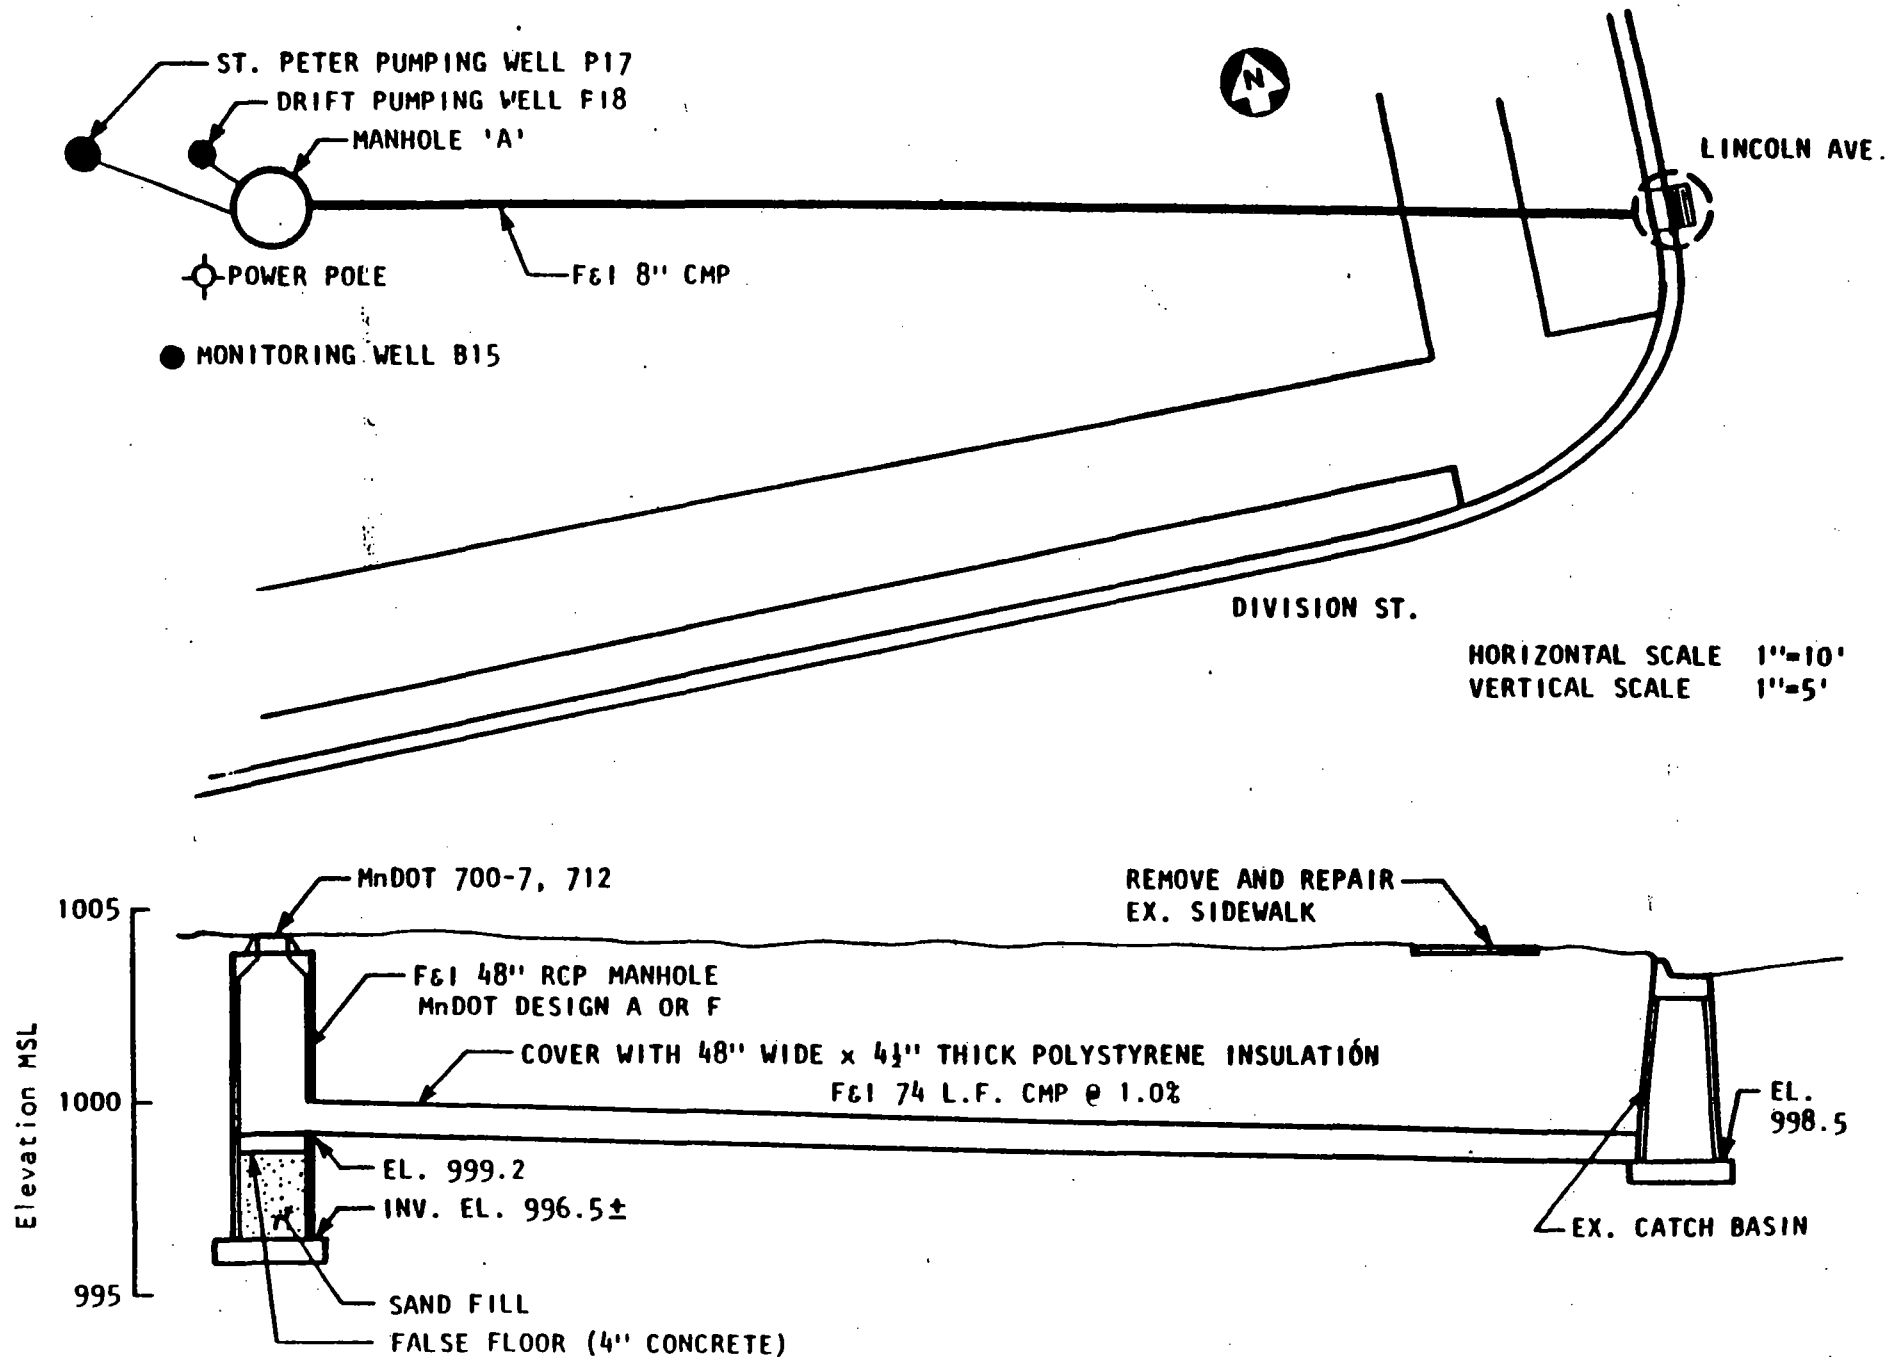 ST. PETER PUMPING WELL P17
DRIFT PUMPING WELL F18
MANHOLE 'A'
N
LINCOLN AVE.
F&I 8" CMP
POWER POLE
MONITORING WELL B15
DIVISION ST.
HORIZONTAL SCALE 1"=10'
VERTICAL SCALE 1"=5'
MnDOT 700-7, 712
REMOVE AND REPAIR
EX. SIDEWALK
1005
F&I 48" RCP MANHOLE
MnDOT DESIGN A OR F
COVER WITH 48" WIDE x 4½" THICK POLYSTYRENE INSULATION
F&I 74 L.F. CMP @ 1.0%
1000
EL.
998.5
Elevation MSL
EL. 999.2
INV. EL. 996.5±
EX. CATCH BASIN
995
SAND FILL
FALSE FLOOR (4" CONCRETE)